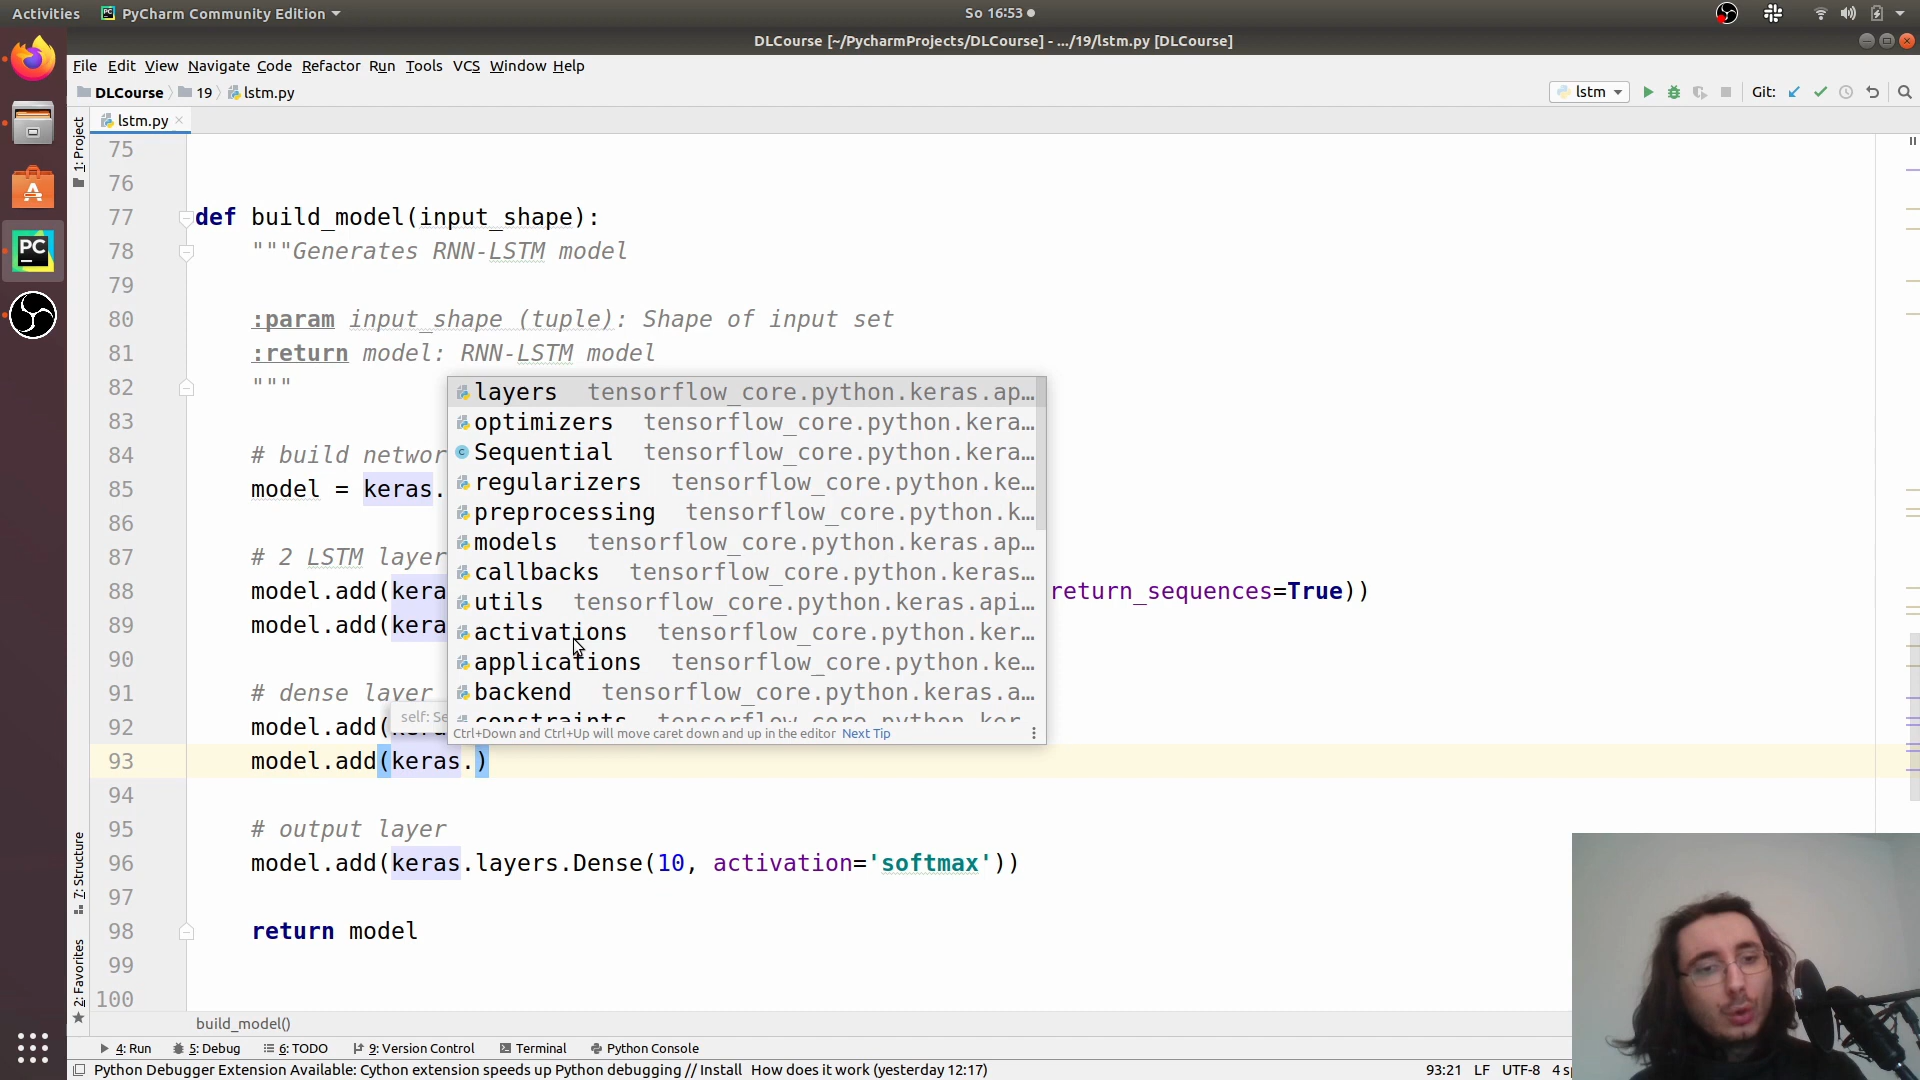 Activities PyCharm Community Edition So 16:53
DLCourse [~/PycharmProjects/DLCourse] - .../19/lstm.py [DLCourse]
File Edit View Navigate Code Refactor Run Tools VCS Window Help
DLCourse 19 lstm.py lstm Git:
lstm.py
1: Project
7: Structure
2: Favorites
75
76
77 def build_model(input_shape):
78 """Generates RNN-LSTM model
79
80 :param input_shape (tuple): Shape of input set
81 :return model: RNN-LSTM model
82 """
83
84 # build networ
85 model = keras.
86
87 # 2 LSTM layer
88 model.add(kera return_sequences=True))
89 model.add(kera
90
91 # dense layer
92 model.add(
93 model.add(keras.)
94
95 # output layer
96 model.add(keras.layers.Dense(10, activation='softmax'))
97
98 return model
99
100
layers tensorflow_core.python.keras.ap…
optimizers tensorflow_core.python.kera…
Sequential tensorflow_core.python.kera…
regularizers tensorflow_core.python.ke…
preprocessing tensorflow_core.python.k…
models tensorflow_core.python.keras.ap…
callbacks tensorflow_core.python.keras…
utils tensorflow_core.python.keras.api…
activations tensorflow_core.python.ker…
applications tensorflow_core.python.ke…
backend tensorflow_core.python.keras.a…
constraints tensorflow_core.python.ker…
self: Se
Ctrl+Down and Ctrl+Up will move caret down and up in the editor Next Tip
build_model()
4: Run 5: Debug 6: TODO 9: Version Control Terminal Python Console
Python Debugger Extension Available: Cython extension speeds up Python debugging // Install How does it work (yesterday 12:17) 93:21 LF UTF-8 4 sp